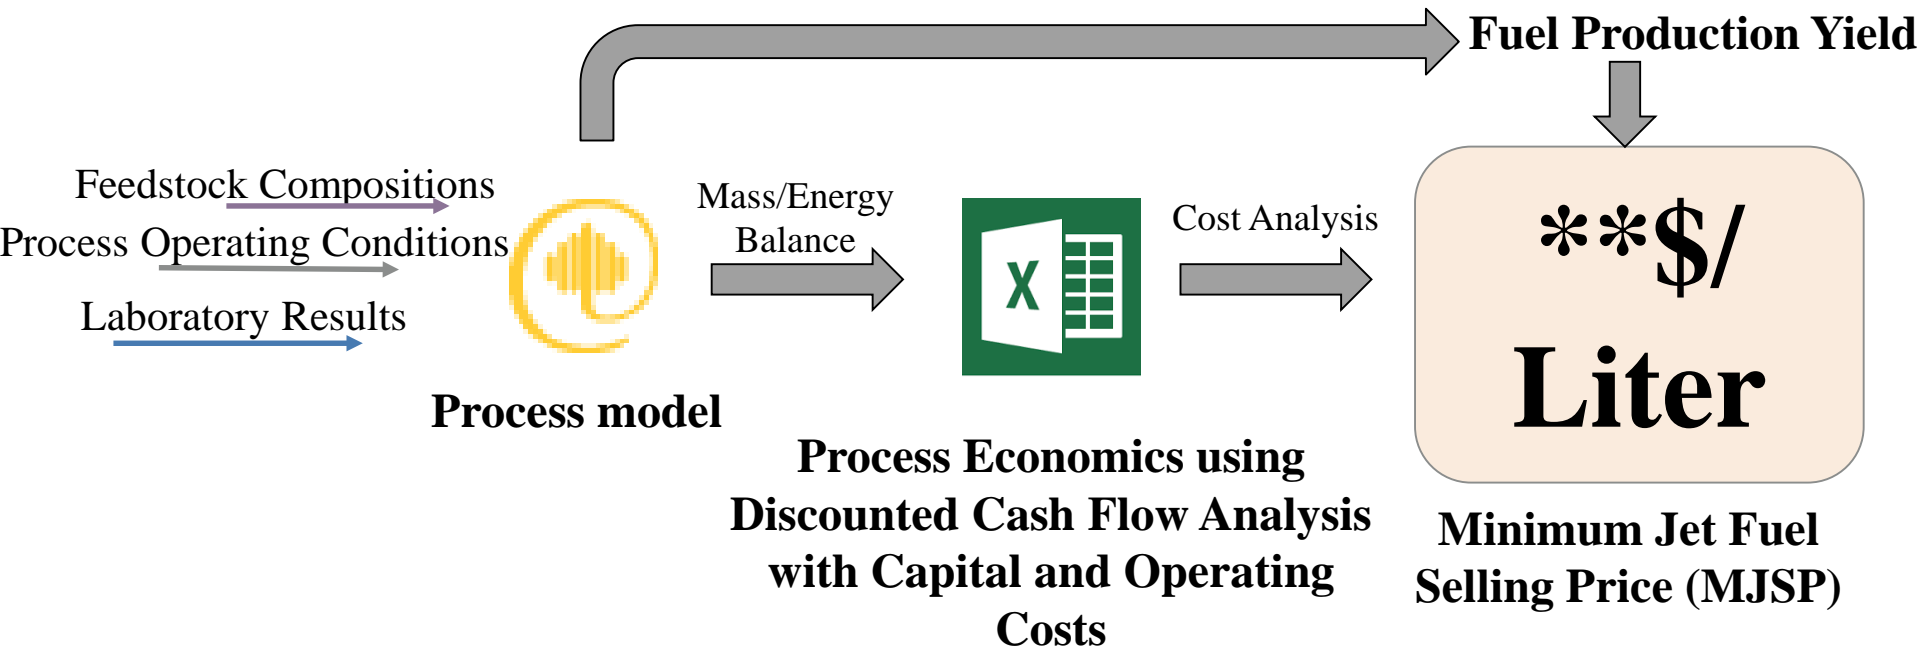 Fuel Production Yield
Feedstock Compositions
Process Operating Conditions
Laboratory Results
Process model
Mass/Energy
Balance
X
Process Economics using
Discounted Cash Flow Analysis
with Capital and Operating
Costs
Cost Analysis
**$/
Liter
Minimum Jet Fuel
Selling Price (MJSP)